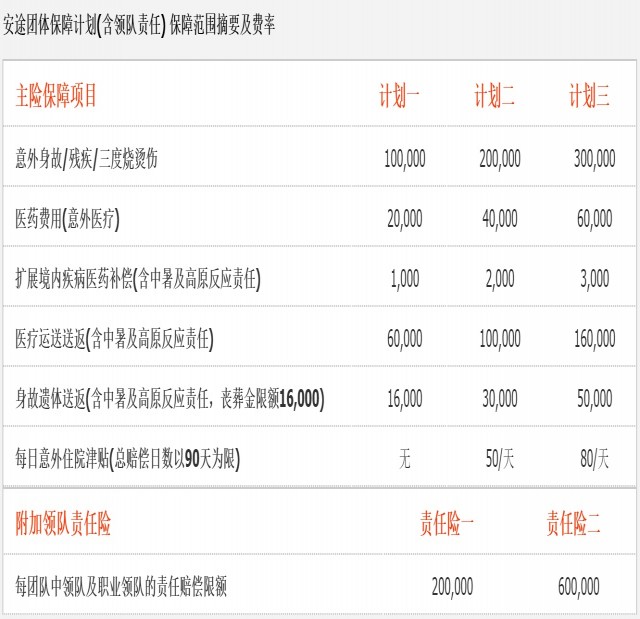 安途团体保障计划(含领队责任) 保障范围摘要及费率
主险保障项目 计划一 计划二 计划三
意外身故/残疾/三度烧烫伤 100,000 200,000 300,000
医药费用(意外医疗) 20,000 40,000 60,000
扩展境内疾病医药补偿(含中暑及高原反应责任) 1,000 2,000 3,000
医疗运送送返(含中暑及高原反应责任) 60,000 100,000 160,000
身故遗体送返(含中暑及高原反应责任，丧葬金限额16,000) 16,000 30,000 50,000
每日意外住院津贴(总赔偿日数以90天为限) 无 50/天 80/天
附加领队责任险 责任险一 责任险二
每团队中领队及职业领队的责任赔偿限额 200,000 600,000